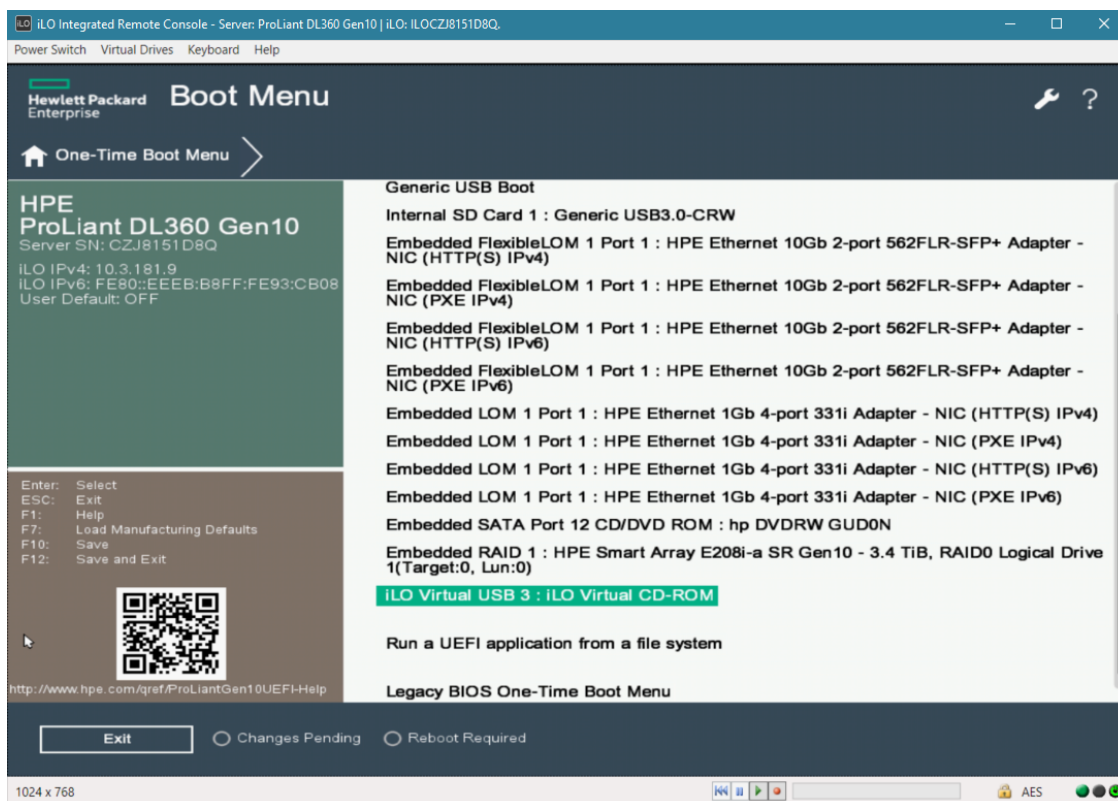 iLO Integrated Remote Console - Server: ProLiant DL360 Gen10 | iLO: ILOCZJ8151D8Q.
Power Switch Virtual Drives Keyboard Help
Hewlett Packard
Enterprise
Boot Menu
?
One-Time Boot Menu
HPE
ProLiant DL360 Gen10
Server SN: CZJ8151D8Q
iLO IPv4: 10.3.181.9
iLO IPv6: FE80::EEEB:B8FF:FE93:CB08
User Default: OFF
Enter: Select
ESC: Exit
F1: Help
F7: Load Manufacturing Defaults
F10: Save
F12: Save and Exit
http://www.hpe.com/qref/ProLiantGen10UEFI-Help
Generic USB Boot
Internal SD Card 1 : Generic USB3.0-CRW
Embedded FlexibleLOM 1 Port 1 : HPE Ethernet 10Gb 2-port 562FLR-SFP+ Adapter -
NIC (HTTP(S) IPv4)
Embedded FlexibleLOM 1 Port 1 : HPE Ethernet 10Gb 2-port 562FLR-SFP+ Adapter -
NIC (PXE IPv4)
Embedded FlexibleLOM 1 Port 1 : HPE Ethernet 10Gb 2-port 562FLR-SFP+ Adapter -
NIC (HTTP(S) IPv6)
Embedded FlexibleLOM 1 Port 1 : HPE Ethernet 10Gb 2-port 562FLR-SFP+ Adapter -
NIC (PXE IPv6)
Embedded LOM 1 Port 1 : HPE Ethernet 1Gb 4-port 331i Adapter - NIC (HTTP(S) IPv4)
Embedded LOM 1 Port 1 : HPE Ethernet 1Gb 4-port 331i Adapter - NIC (PXE IPv4)
Embedded LOM 1 Port 1 : HPE Ethernet 1Gb 4-port 331i Adapter - NIC (HTTP(S) IPv6)
Embedded LOM 1 Port 1 : HPE Ethernet 1Gb 4-port 331i Adapter - NIC (PXE IPv6)
Embedded SATA Port 12 CD/DVD ROM : hp DVDRW GUD0N
Embedded RAID 1 : HPE Smart Array E208i-a SR Gen10 - 3.4 TiB, RAID0 Logical Drive
1(Target:0, Lun:0)
iLO Virtual USB 3 : iLO Virtual CD-ROM
Run a UEFI application from a file system
Legacy BIOS One-Time Boot Menu
Exit
Changes Pending
Reboot Required
1024 x 768
AES